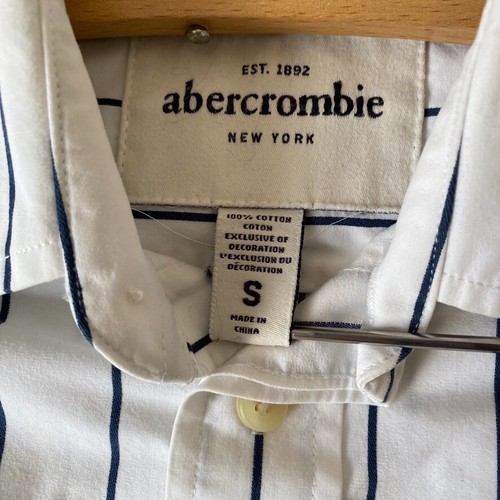 EST. 1892
abercrombie
NEW YORK
100% COTTON
COTON
EXCLUSIVE OF
DECORATION
L'EXCLUSION DU
DÉCORATION
S
MADE IN
CHINA